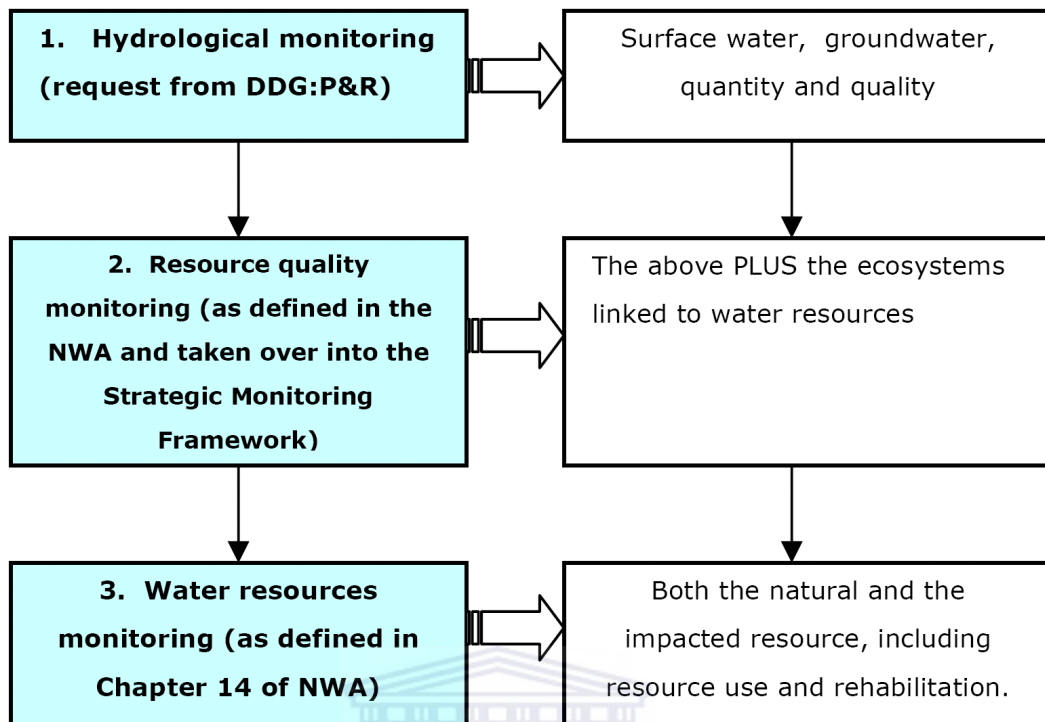 1. Hydrological monitoring
(request from DDG:P&R)
Surface water, groundwater,
quantity and quality
2. Resource quality
monitoring (as defined in the
NWA and taken over into the
Strategic Monitoring
Framework)
The above PLUS the ecosystems
linked to water resources
3. Water resources
monitoring (as defined in
Chapter 14 of NWA)
Both the natural and the
impacted resource, including
resource use and rehabilitation.